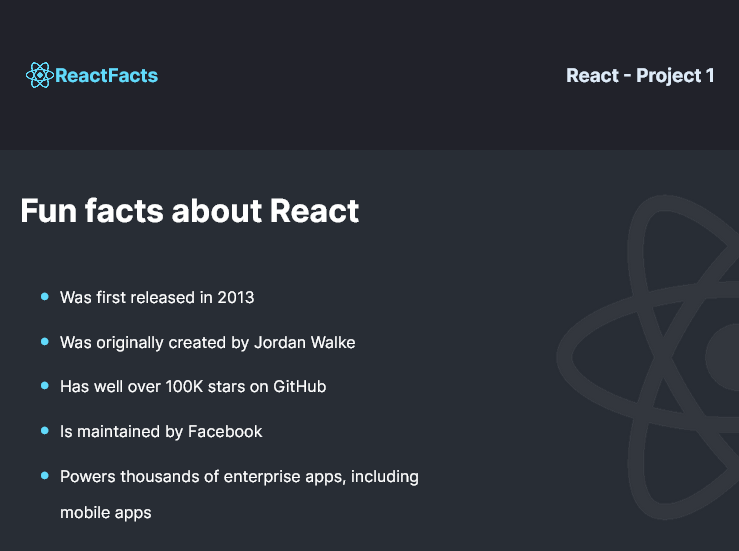 ReactFacts
React - Project 1
Fun facts about React
Was first released in 2013
Was originally created by Jordan Walke
Has well over 100K stars on GitHub
Is maintained by Facebook
Powers thousands of enterprise apps, including
mobile apps